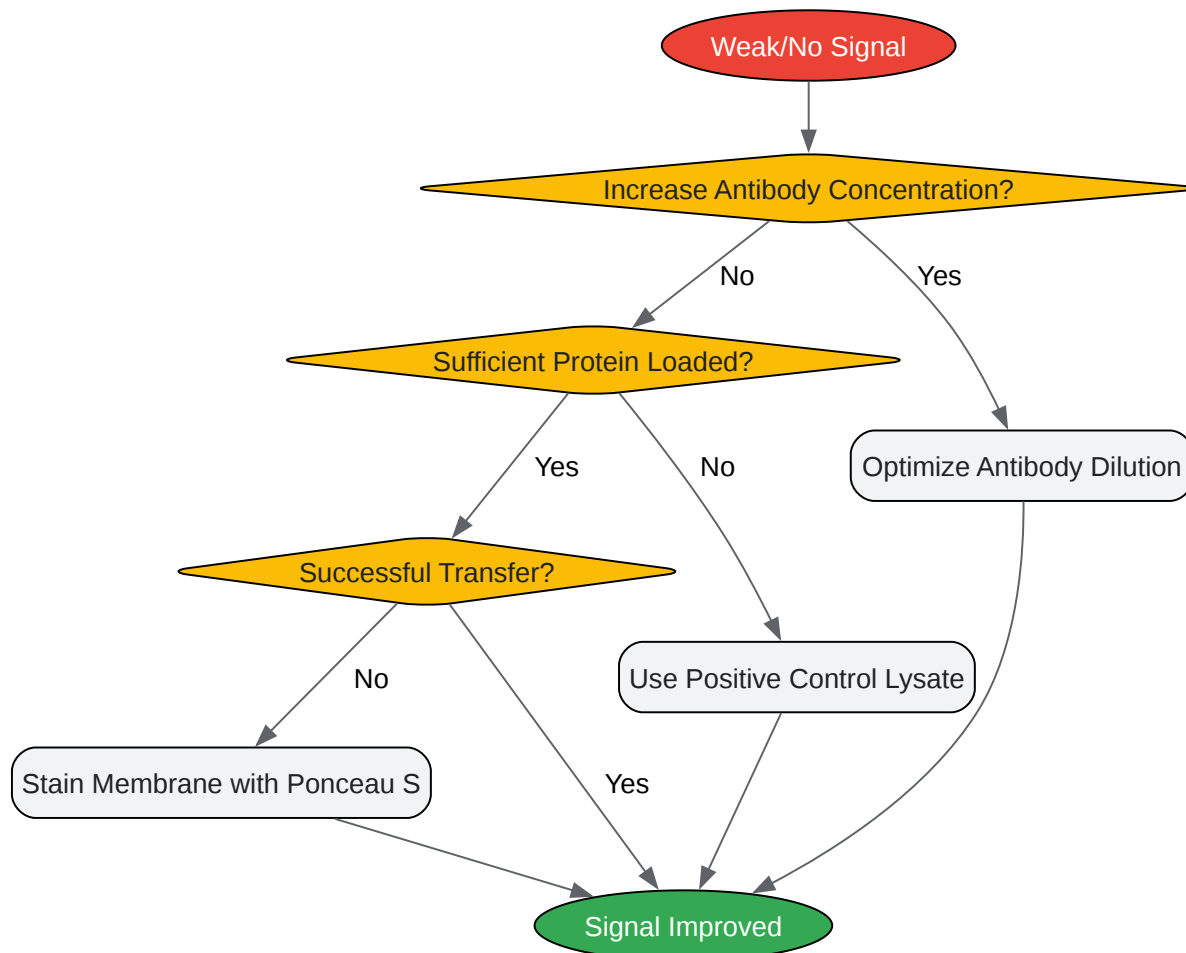 Weak/No Signal
Increase Antibody Concentration?
No
Yes
Sufficient Protein Loaded?
Yes
No
Optimize Antibody Dilution
Successful Transfer?
No
Use Positive Control Lysate
Stain Membrane with Ponceau S
Yes
Signal Improved